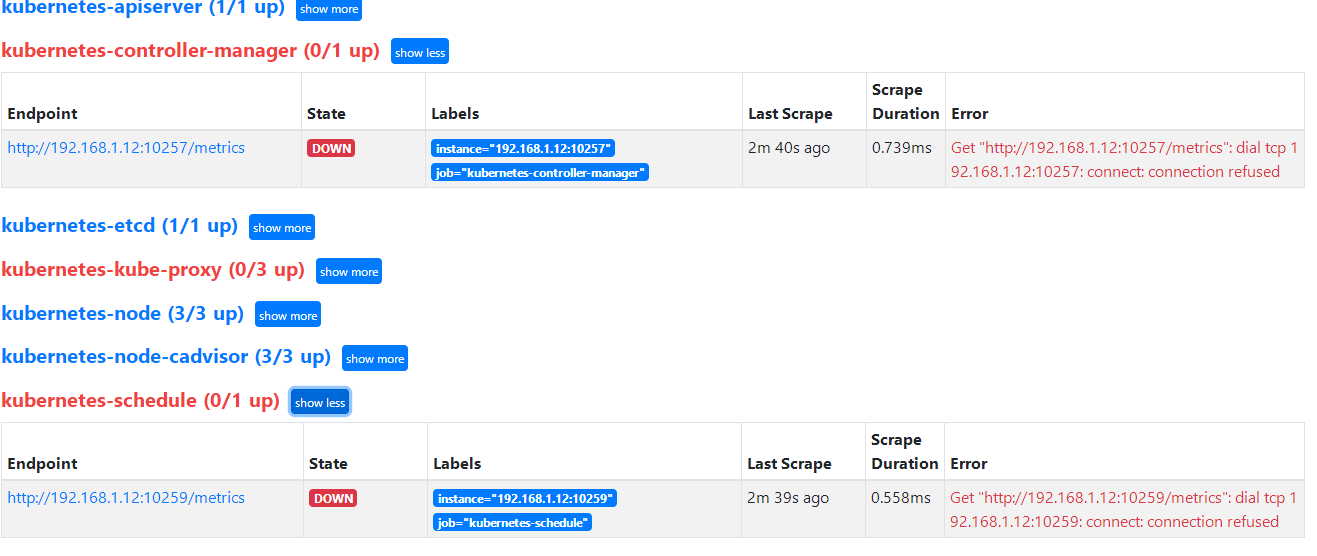 kubernetes-apiserver (1/1 up) show more
kubernetes-controller-manager (0/1 up) show less
Endpoint State Labels Last Scrape Scrape Duration Error
http://192.168.1.12:10257/metrics DOWN instance="192.168.1.12:10257" 2m 40s ago 0.739ms Get "http://192.168.1.12:10257/metrics": dial tcp 1
job="kubernetes-controller-manager" 92.168.1.12:10257: connect: connection refused
kubernetes-etcd (1/1 up) show more
kubernetes-kube-proxy (0/3 up) show more
kubernetes-node (3/3 up) show more
kubernetes-node-cadvisor (3/3 up) show more
kubernetes-schedule (0/1 up) show less
Endpoint State Labels Last Scrape Scrape Duration Error
http://192.168.1.12:10259/metrics DOWN instance="192.168.1.12:10259" 2m 39s ago 0.558ms Get "http://192.168.1.12:10259/metrics": dial tcp 1
job="kubernetes-schedule" 92.168.1.12:10259: connect: connection refused